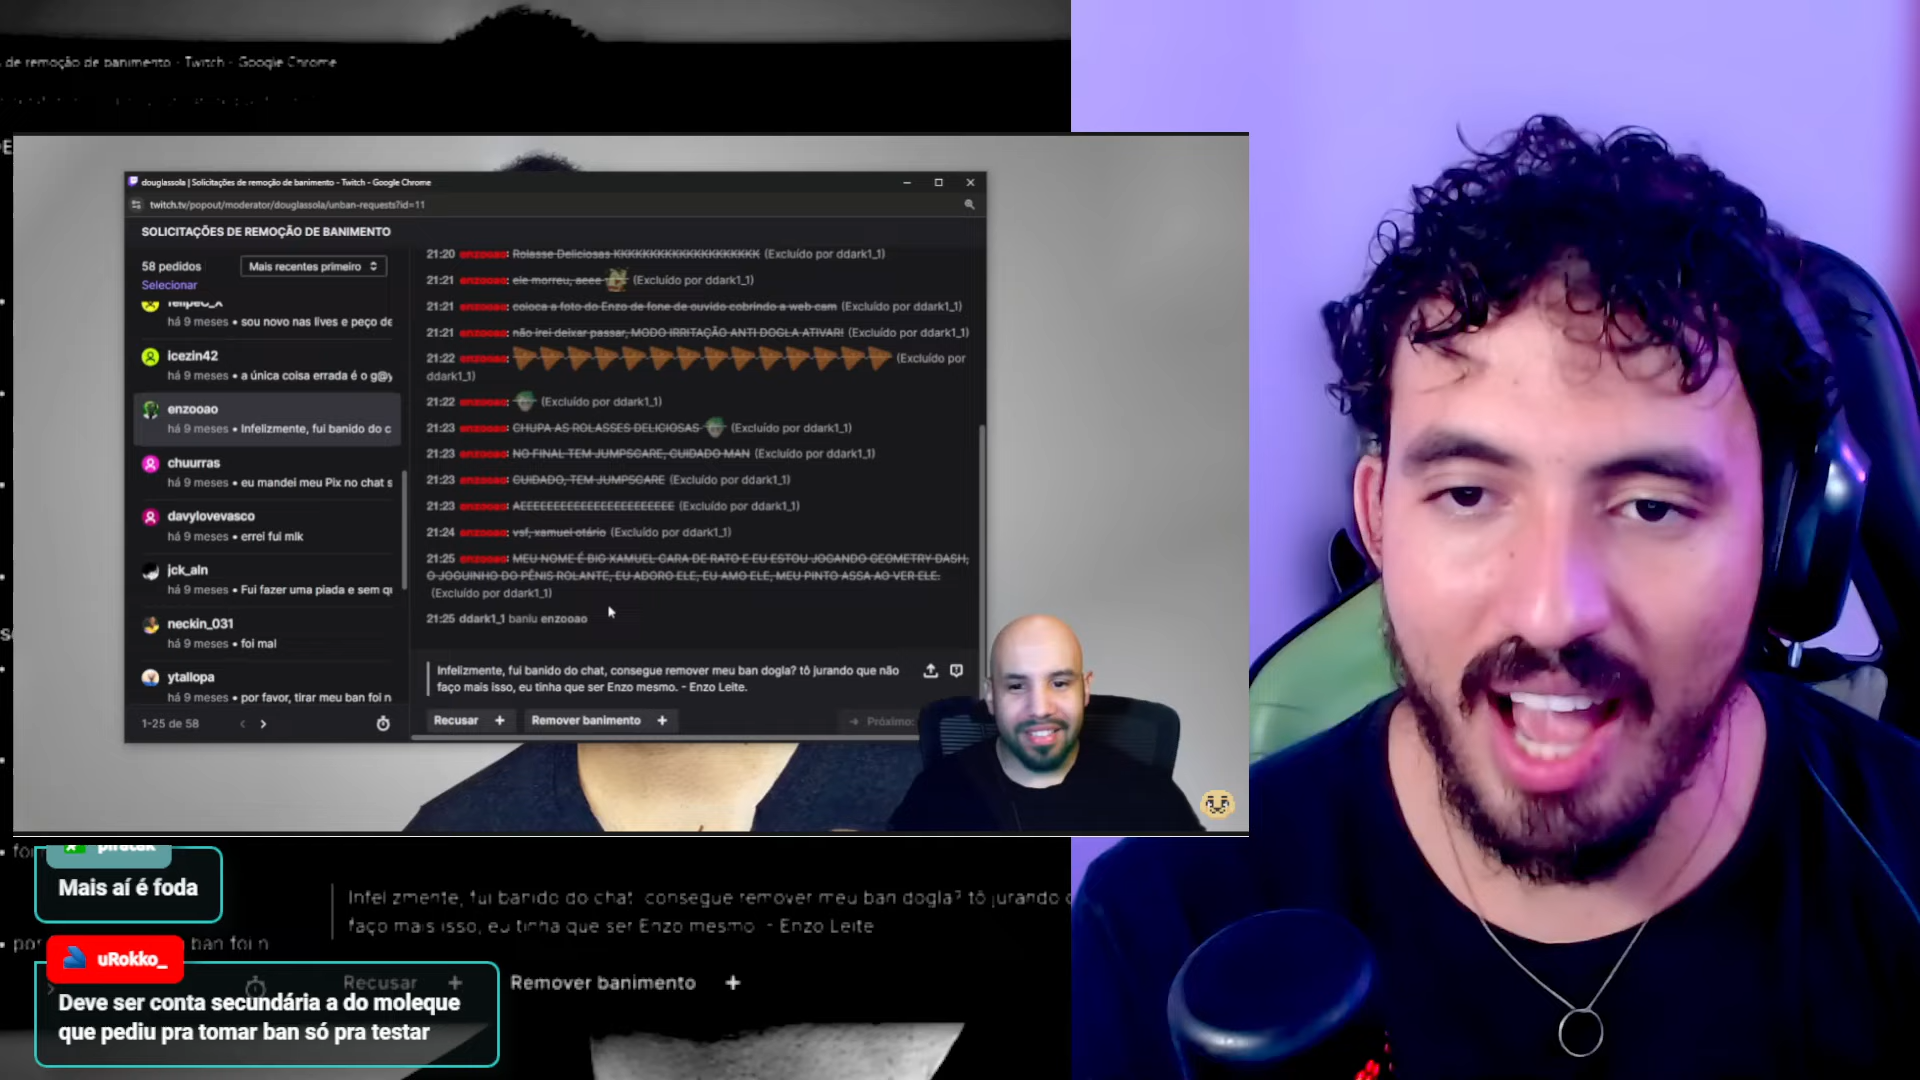 de remoção de banimento - Twitch - Google Chrome
douglassola | Solicitações de remoção de banimento - Twitch - Google Chrome
twitch.tv/popout/moderator/douglassola/unban-requests?id=11
SOLICITAÇÕES DE REMOÇÃO DE BANIMENTO
58 pedidos
Mais recentes primeiro
Selecionar
felipeC_X
há 9 meses • sou novo nas lives e peço de
icezin42
há 9 meses • a única coisa errada é o g@y
enzooao
há 9 meses • Infelizmente, fui banido do c
chuurras
há 9 meses • eu mandei meu Pix no chat s
davylovevasco
há 9 meses • errei fui mlk
jck_aln
há 9 meses • Fui fazer uma piada e sem qu
neckin_031
há 9 meses • foi mal
ytallopa
há 9 meses • por favor, tirar meu ban foi n
1-25 de 58
21:20 enzooao: Rolasse Deliciosas KKKKKKKKKKKKKKKKKKKK (Excluído por ddark1_1)
21:21 enzooao: ele morreu, aeee (Excluído por ddark1_1)
21:21 enzooao: coloca a foto do Enzo de fone de ouvido cobrindo a web cam (Excluído por ddark1_1)
21:21 enzooao: não irei deixar passar, MODO IRRITAÇÃO ANTI DOGLA ATIVAR! (Excluído por ddark1_1)
21:22 enzooao: (Excluído por
ddark1_1)
21:22 enzooao: (Excluído por ddark1_1)
21:23 enzooao: CHUPA AS ROLASSES DELICIOSAS (Excluído por ddark1_1)
21:23 enzooao: NO FINAL TEM JUMPSCARE, CUIDADO MAN (Excluído por ddark1_1)
21:23 enzooao: CUIDADO, TEM JUMPSCARE (Excluído por ddark1_1)
21:23 enzooao: AEEEEEEEEEEEEEEEEEEEEEEE (Excluído por ddark1_1)
21:24 enzooao: vsf, xamuel otário (Excluído por ddark1_1)
21:25 enzooao: MEU NOME É BIG XAMUEL CARA DE RATO E EU ESTOU JOGANDO GEOMETRY DASH,
O JOGUINHO DO PÊNIS ROLANTE, EU ADORO ELE, EU AMO ELE, MEU PINTO ASSA AO VER ELE.
(Excluído por ddark1_1)
21:25 ddark1_1 baniu enzooao
Infelizmente, fui banido do chat, consegue remover meu ban dogla? tô jurando que não
faço mais isso, eu tinha que ser Enzo mesmo. - Enzo Leite.
Recusar +
Remover banimento +
Próximo:
piratek
Mais aí é foda
uRokko_
Deve ser conta secundária a do moleque
que pediu pra tomar ban só pra testar
ban foi n
Infelizmente, fui banido do chat, consegue remover meu ban dogla? tô jurando
faço mais isso, eu tinha que ser Enzo mesmo. - Enzo Leite
Recusar +
Remover banimento +